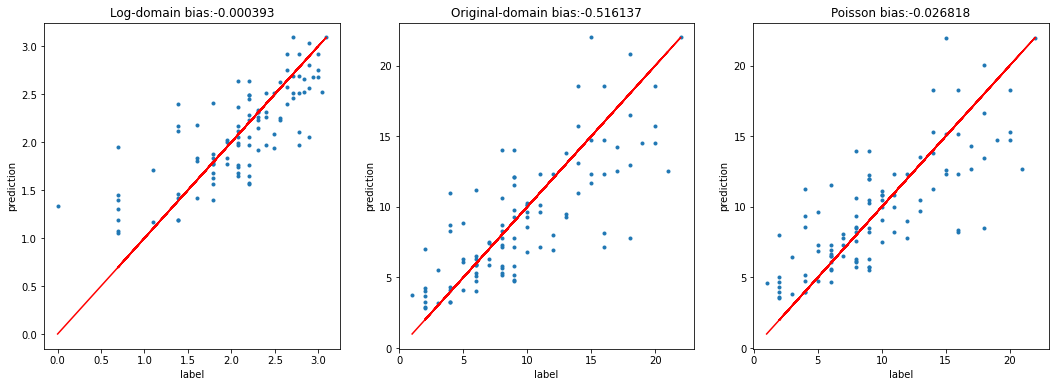 Log-domain bias:-0.000393
prediction
3.0
2.5
2.0
1.5
1.0
0.5
0.0
0.0 0.5 1.0 1.5 2.0 2.5 3.0
label
Original-domain bias:-0.516137
prediction
20
15
10
5
0
0 5 10 15 20
label
Poisson bias:-0.026818
prediction
20
15
10
5
0
0 5 10 15 20
label